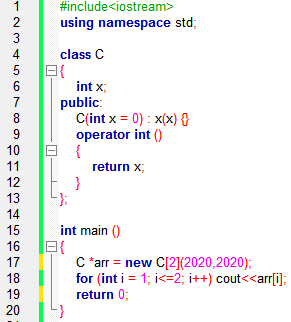 1 #include<iostream>
2 using namespace std;
3
4 class C
5 {
6 int x;
7 public:
8 C(int x = 0) : x(x) {}
9 operator int ()
10 {
11 return x;
12 }
13 };
14
15 int main ()
16 {
17 C *arr = new C[2](2020,2020);
18 for (int i = 1; i<=2; i++) cout<<arr[i];
19 return 0;
20 }